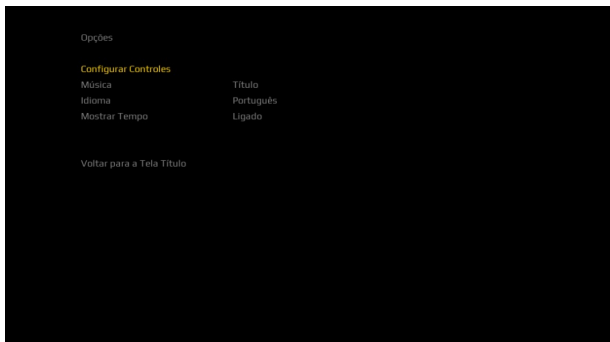 Opções
Configurar Controles
Música Título
Idioma Português
Mostrar Tempo Ligado
Voltar para a Tela Título